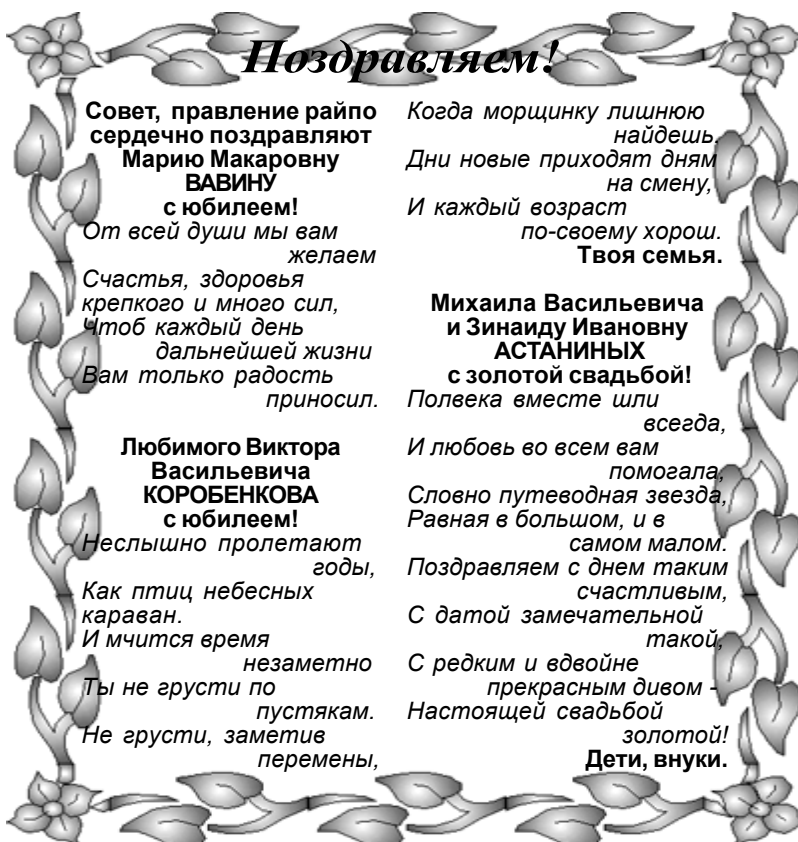 Поздравляем!
Совет, правление райпо
сердечно поздравляют
Марию Макаровну
ВАВИНУ
с юбилеем!
От всей души мы вам
желаем
Счастья, здоровья
крепкого и много сил,
Чтоб каждый день
дальнейшей жизни
Вам только радость
приносил.
Любимого Виктора
Васильевича
КОРОБЕНКОВА
с юбилеем!
Неслышно пролетают
годы,
Как птиц небесных
караван.
И мчится время
незаметно
Ты не грусти по
пустякам.
Не грусти, заметив
перемены,
Когда морщинку лишнюю
найдешь.
Дни новые приходят дням
на смену,
И каждый возраст
по-своему хорош.
Твоя семья.
Михаила Васильевича
и Зинаиду Ивановну
АСТАНИНЫХ
с золотой свадьбой!
Полвека вместе шли
всегда,
И любовь во всем вам
помогала,
Словно путеводная звезда,
Равная в большом, и в
самом малом.
Поздравляем с днем таким
счастливым,
С датой замечательной
такой,
С редким и вдвойне
прекрасным дивом -
Настоящей свадьбой
золотой!
Дети, внуки.